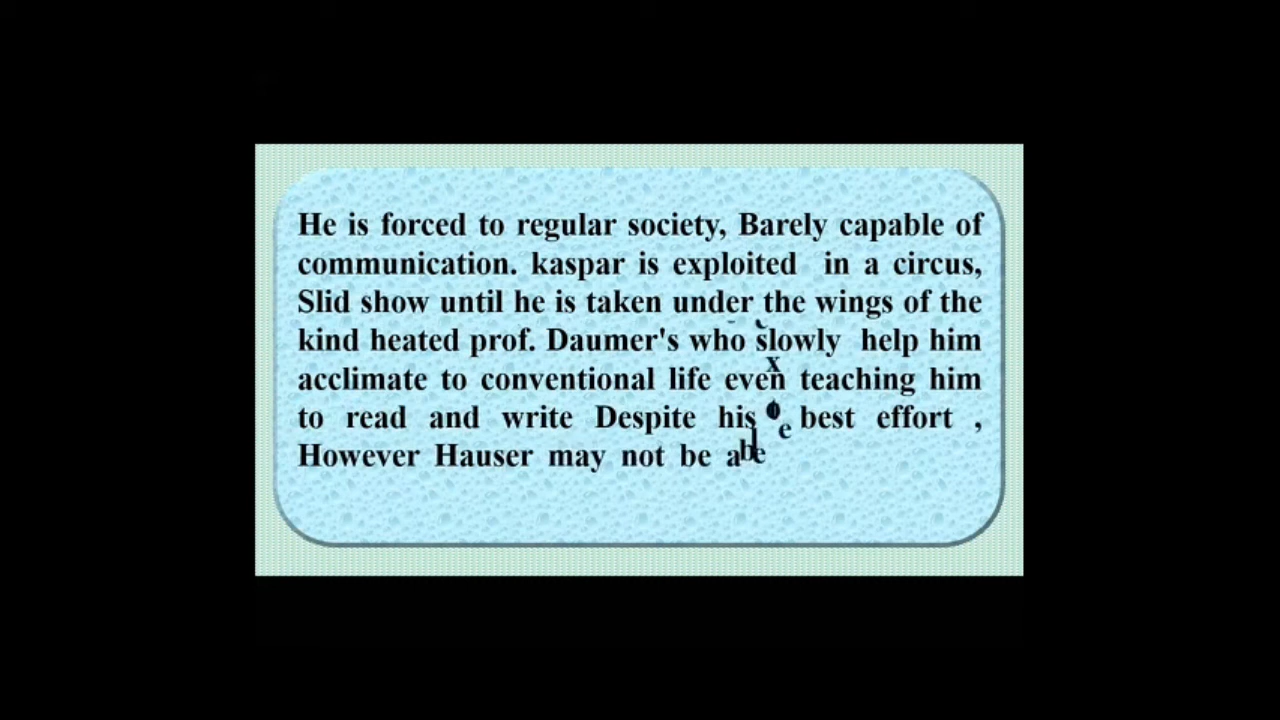 He is forced to regular society, Barely capable of
communication. kaspar is exploited in a circus,
Slid show until he is taken under the wings of the
kind heated prof. Daumer's who slowly help him
acclimate to conventional life even teaching him
to read and write Despite his best effort ,
However Hauser may not be able